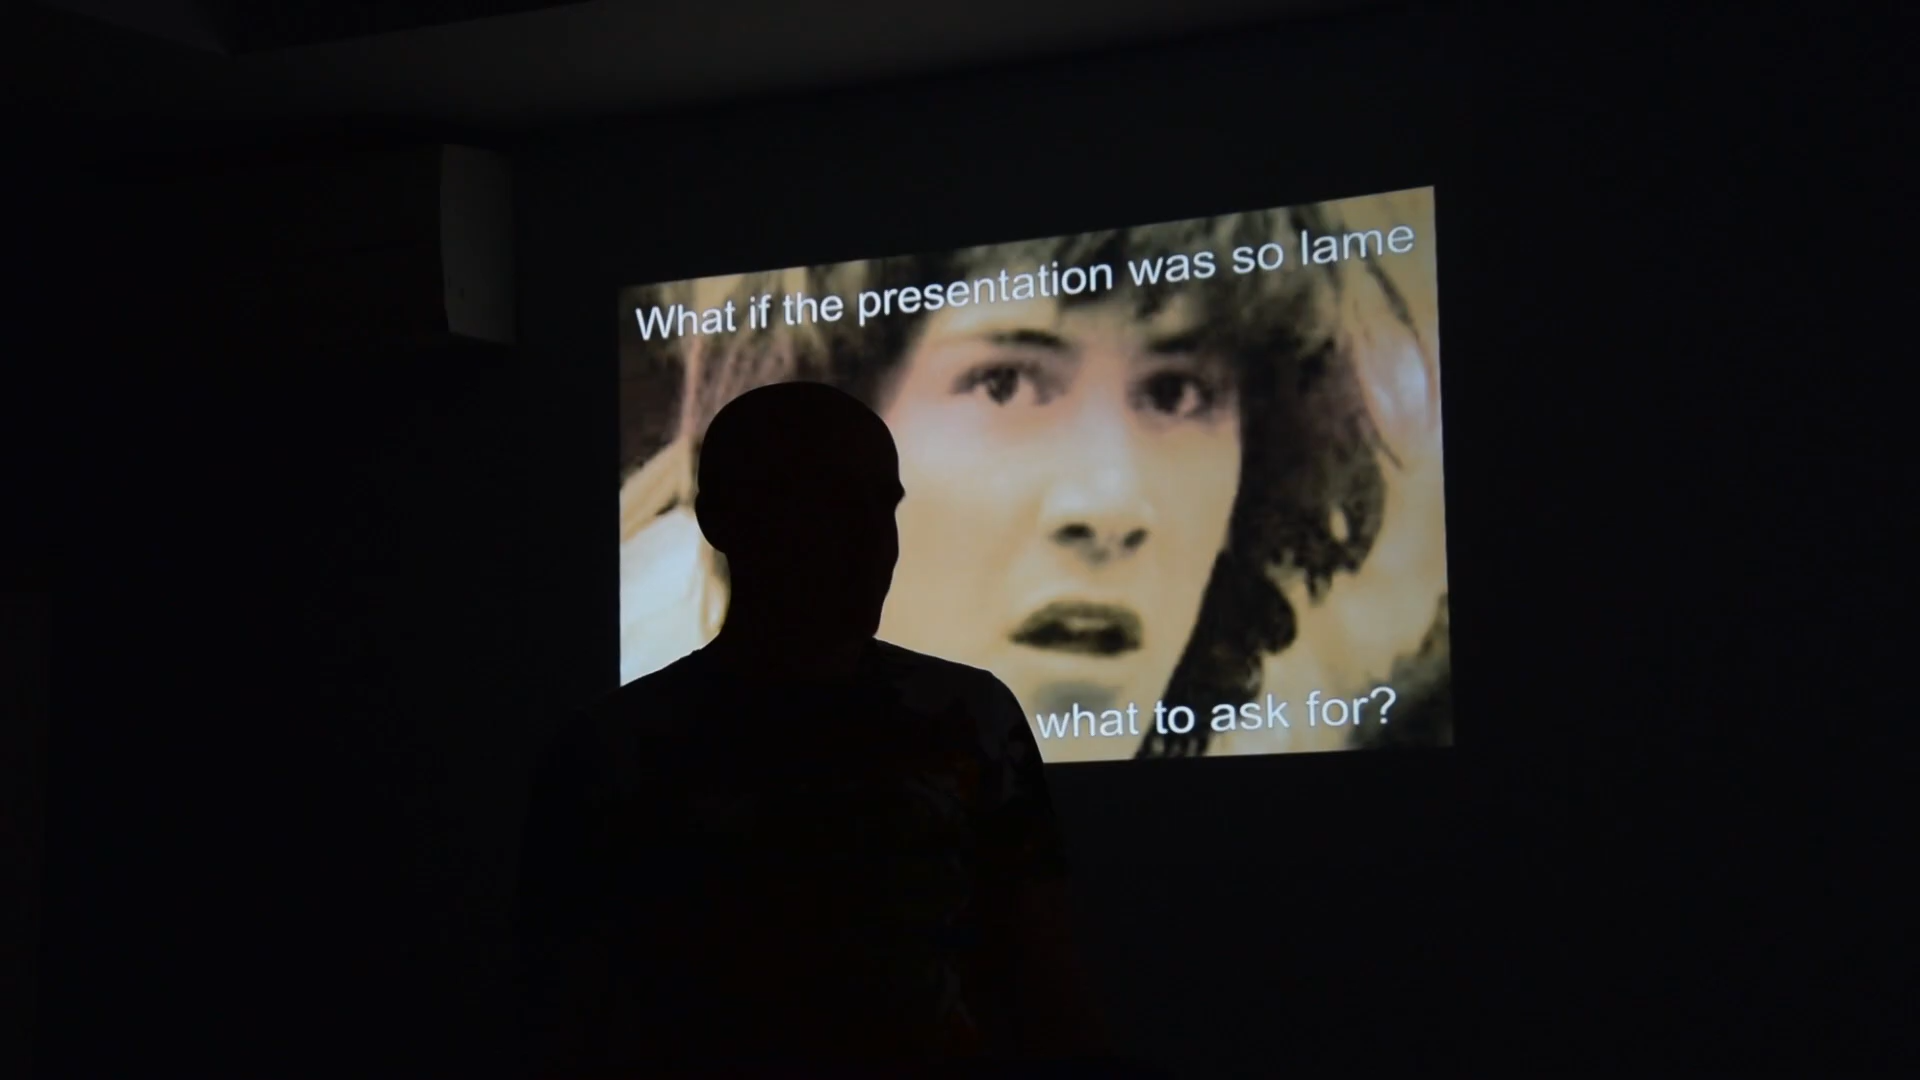 What if the presentation was so lame
what to ask for?